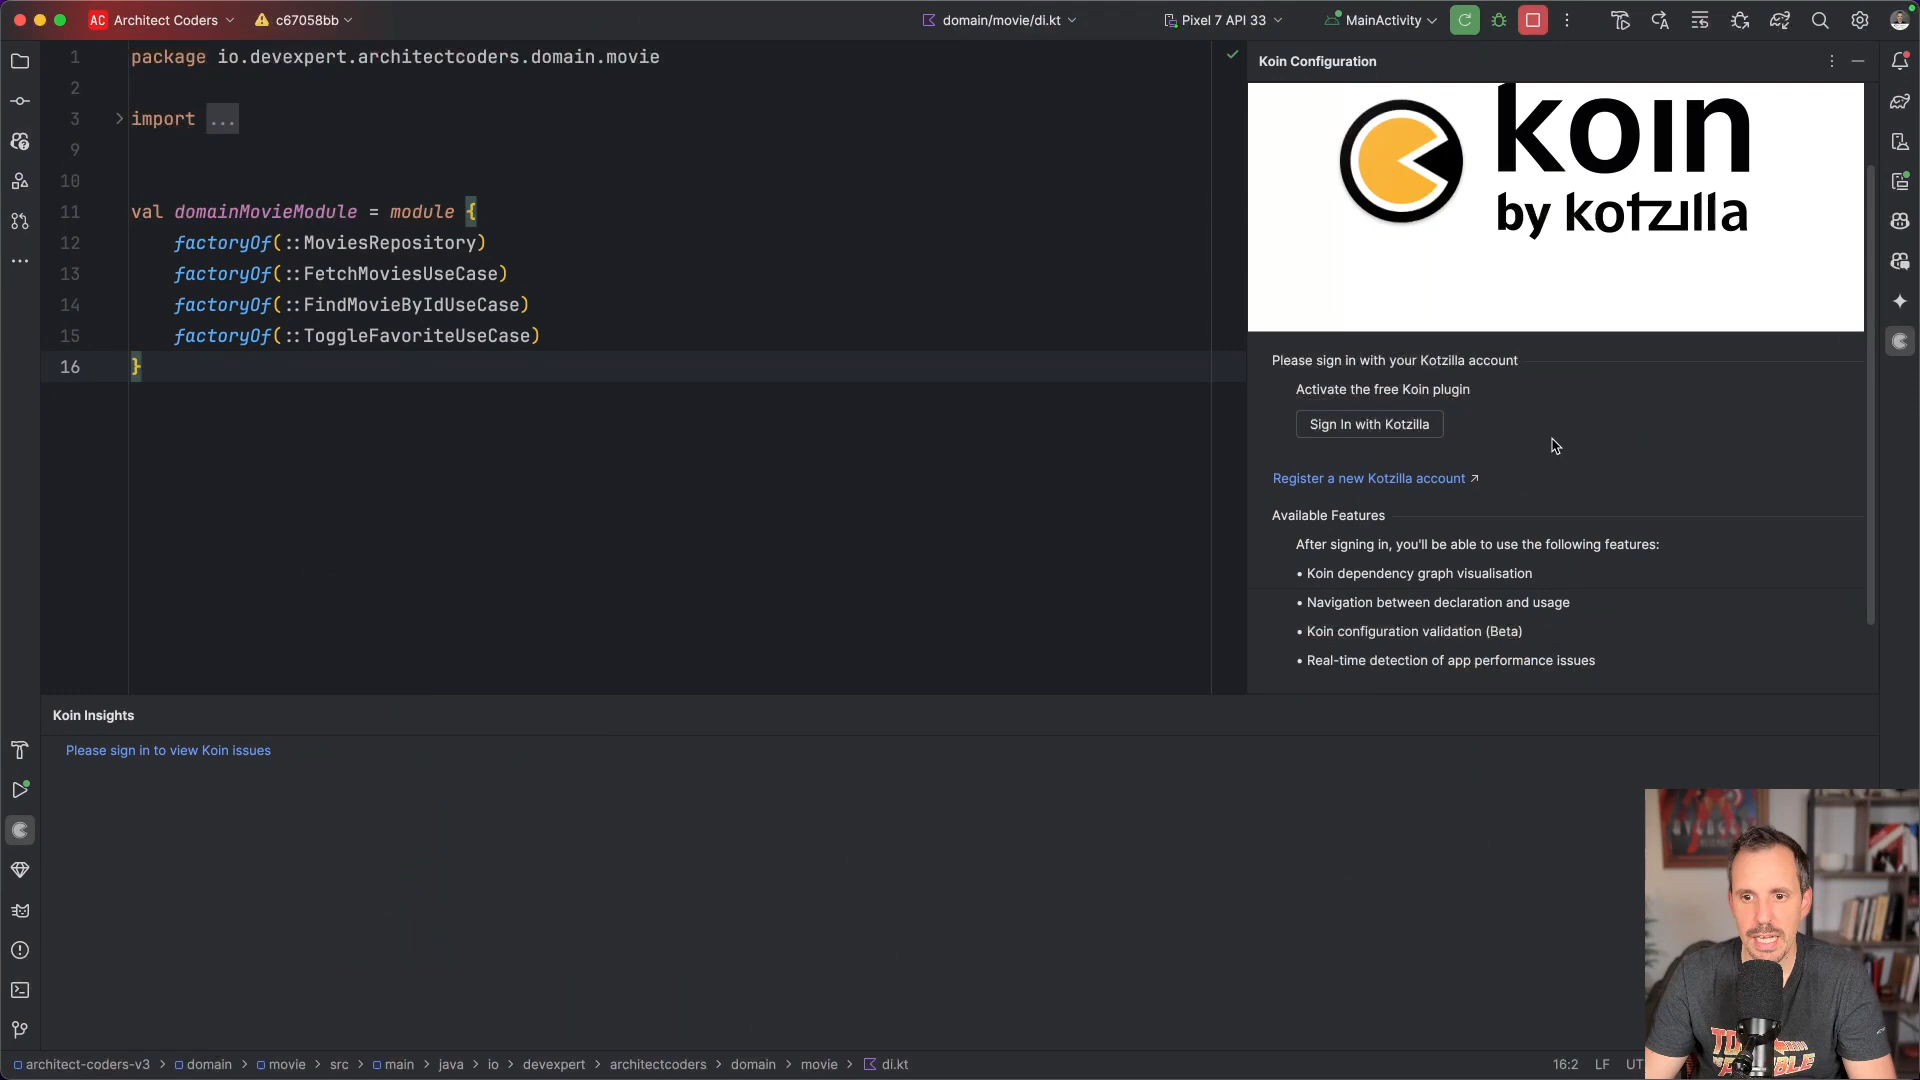 AC Architect Coders
c67058bb
domain/movie/di.kt
Pixel 7 API 33
MainActivity
1 package io.devexpert.architectcoders.domain.movie
2
3 import ...
9
10
11 val domainMovieModule = module {
12 factoryOf(::MoviesRepository)
13 factoryOf(::FetchMoviesUseCase)
14 factoryOf(::FindMovieByIdUseCase)
15 factoryOf(::ToggleFavoriteUseCase)
16 }
Koin Configuration
koin
by kotzilla
Please sign in with your Kotzilla account
Activate the free Koin plugin
Sign In with Kotzilla
Register a new Kotzilla account ↗
Available Features
After signing in, you'll be able to use the following features:
• Koin dependency graph visualisation
• Navigation between declaration and usage
• Koin configuration validation (Beta)
• Real-time detection of app performance issues
Koin Insights
Please sign in to view Koin issues
architect-coders-v3 > domain > movie > src > main > java > io > devexpert > architectcoders > domain > movie > di.kt
16:2 LF UT